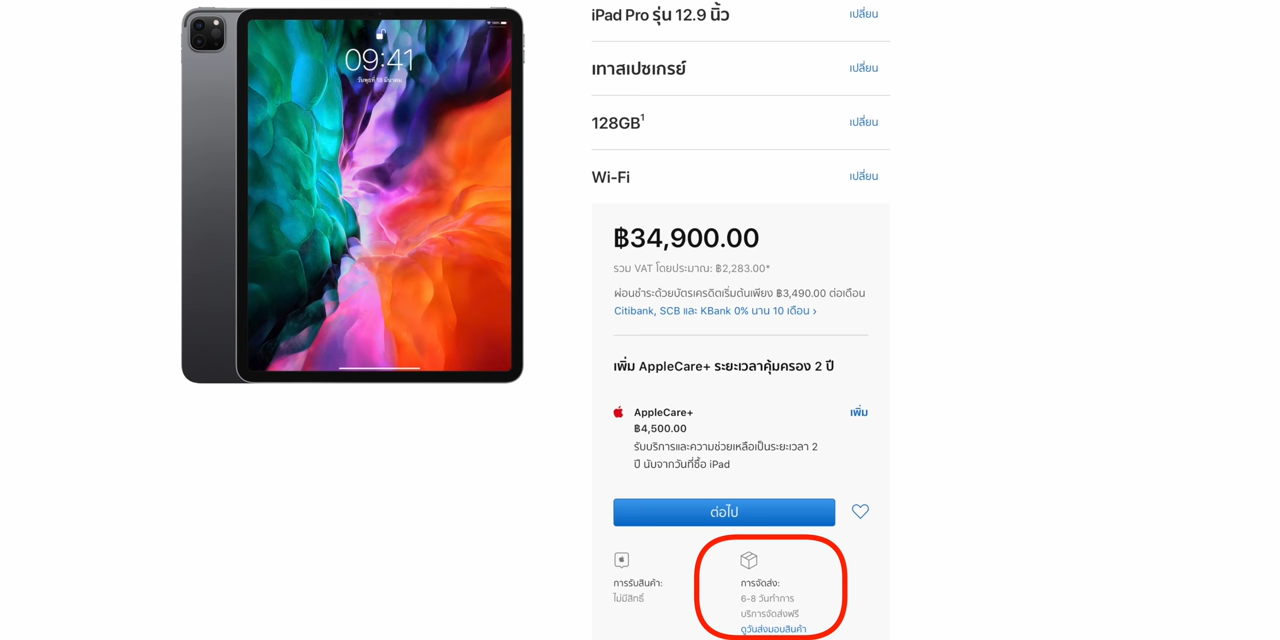 iPad Pro รุ่น 12.9 นิ้ว เปลี่ยน
09:41
เทาสเปซเกรย์ เปลี่ยน
128GB1 เปลี่ยน
Wi-Fi เปลี่ยน
฿34,900.00
รวม VAT โดยประมาณ: ฿2,283.00*
ผ่อนชำระด้วยบัตรเครดิตเริ่มต้นเพียง ฿3,490.00 ต่อเดือน
Citibank, SCB และ KBank 0% นาน 10 เดือน ›
เพิ่ม AppleCare+ ระยะเวลาคุ้มครอง 2 ปี
AppleCare+ เพิ่ม
฿4,500.00
รับบริการและความช่วยเหลือเป็นระยะเวลา 2
ปี นับจากวันที่ซื้อ iPad
ต่อไป
การรับสินค้า:
ไม่มีสิทธิ์
การจัดส่ง:
6-8 วันทำการ
บริการจัดส่งฟรี
ดูวันส่งมอบสินค้า